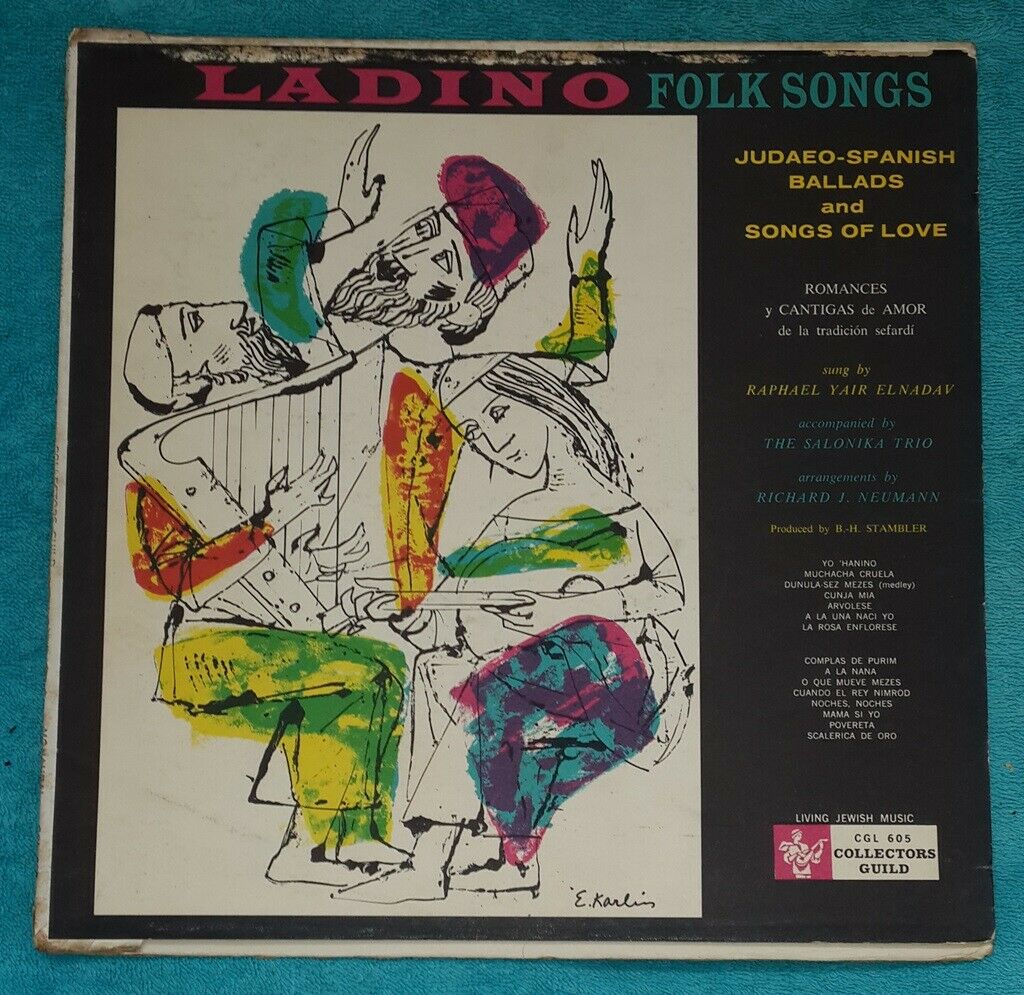 LADINO FOLK SONGS
JUDAEO-SPANISH
BALLADS
and
SONGS OF LOVE
ROMANCES
y CANTIGAS de AMOR
de la tradición sefardí
sung by
RAPHAEL YAIR ELNADAV
accompanied by
THE SALONIKA TRIO
arrangements by
RICHARD J. NEUMANN
Produced by B.-H. STAMBLER
YO 'HANINO
MUCHACHA CRUELA
DUNULA-SEZ MEZES (medley)
CUNJA MIA
ARVOLESE
A LA UNA NACI YO
LA ROSA ENFLORESE
COMPLAS DE PURIM
A LA NANA
O QUE MUEVE MEZES
CUANDO EL REY NIMROD
NOCHES, NOCHES
MAMA SI YO
POVERETA
SCALERICA DE ORO
LIVING JEWISH MUSIC
CGL 605
COLLECTORS
GUILD
E. Karlin